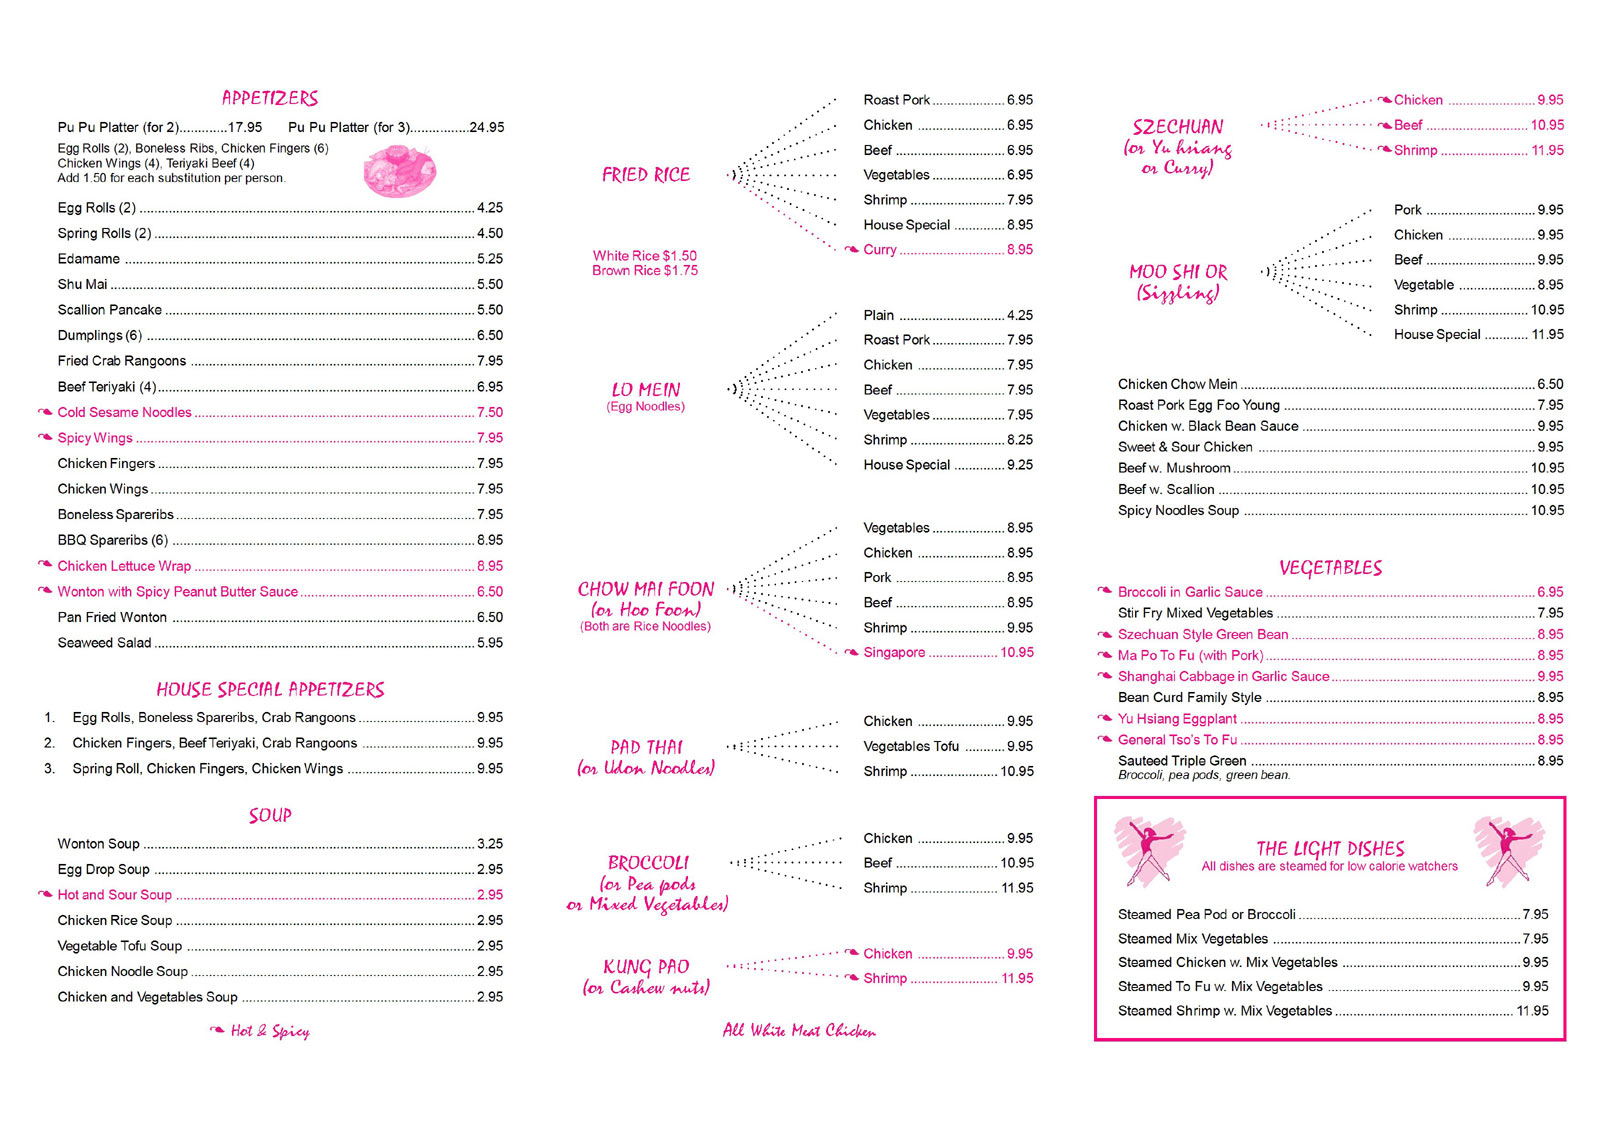 APPETIZERS
Pu Pu Platter (for 2).............17.95 Pu Pu Platter (for 3)................24.95
Egg Rolls (2), Boneless Ribs, Chicken Fingers (6)
Chicken Wings (4), Teriyaki Beef (4)
Add 1.50 for each substitution per person.
Egg Rolls (2) 4.25
Spring Rolls (2) 4.50
Edamame 5.25
Shu Mai 5.50
Scallion Pancake 5.50
Dumplings (6) 6.50
Fried Crab Rangoons 7.95
Beef Teriyaki (4) 6.95
Cold Sesame Noodles 7.50
Spicy Wings 7.95
Chicken Fingers 7.95
Chicken Wings 7.95
Boneless Spareribs 7.95
BBQ Spareribs (6) 8.95
Chicken Lettuce Wrap 8.95
Wonton with Spicy Peanut Butter Sauce 6.50
Pan Fried Wonton 6.50
Seaweed Salad 5.95
HOUSE SPECIAL APPETIZERS
1. Egg Rolls, Boneless Spareribs, Crab Rangoons 9.95
2. Chicken Fingers, Beef Teriyaki, Crab Rangoons 9.95
3. Spring Roll, Chicken Fingers, Chicken Wings 9.95
SOUP
Wonton Soup 3.25
Egg Drop Soup 2.95
Hot and Sour Soup 2.95
Chicken Rice Soup 2.95
Vegetable Tofu Soup 2.95
Chicken Noodle Soup 2.95
Chicken and Vegetables Soup 2.95
Hot & Spicy
FRIED RICE
Roast Pork 6.95
Chicken 6.95
Beef 6.95
Vegetables 6.95
Shrimp 7.95
House Special 8.95
Curry 8.95
White Rice $1.50
Brown Rice $1.75
LO MEIN
(Egg Noodles)
Plain 4.25
Roast Pork 7.95
Chicken 7.95
Beef 7.95
Vegetables 7.95
Shrimp 8.25
House Special 9.25
CHOW MAI FOON
(or Hoo Foon)
(Both are Rice Noodles)
Vegetables 8.95
Chicken 8.95
Pork 8.95
Beef 8.95
Shrimp 9.95
Singapore 10.95
PAD THAI
(or Udon Noodles)
Chicken 9.95
Vegetables Tofu 9.95
Shrimp 10.95
BROCCOLI
(or Pea pods
or Mixed Vegetables)
Chicken 9.95
Beef 10.95
Shrimp 11.95
KUNG PAO
(or Cashew nuts)
Chicken 9.95
Shrimp 11.95
All White Meat Chicken
SZECHUAN
(or Yu hsiang
or Curry)
Chicken 9.95
Beef 10.95
Shrimp 11.95
MOO SHI OR
(Sizzling)
Pork 9.95
Chicken 9.95
Beef 9.95
Vegetable 8.95
Shrimp 10.95
House Special 11.95
Chicken Chow Mein 6.50
Roast Pork Egg Foo Young 7.95
Chicken w. Black Bean Sauce 9.95
Sweet & Sour Chicken 9.95
Beef w. Mushroom 10.95
Beef w. Scallion 10.95
Spicy Noodles Soup 10.95
VEGETABLES
Broccoli in Garlic Sauce 6.95
Stir Fry Mixed Vegetables 7.95
Szechuan Style Green Bean 8.95
Ma Po To Fu (with Pork) 8.95
Shanghai Cabbage in Garlic Sauce 9.95
Bean Curd Family Style 8.95
Yu Hsiang Eggplant 8.95
General Tso's To Fu 8.95
Sauteed Triple Green 8.95
Broccoli, pea pods, green bean.
THE LIGHT DISHES
All dishes are steamed for low calorie watchers
Steamed Pea Pod or Broccoli 7.95
Steamed Mix Vegetables 7.95
Steamed Chicken w. Mix Vegetables 9.95
Steamed To Fu w. Mix Vegetables 9.95
Steamed Shrimp w. Mix Vegetables 11.95